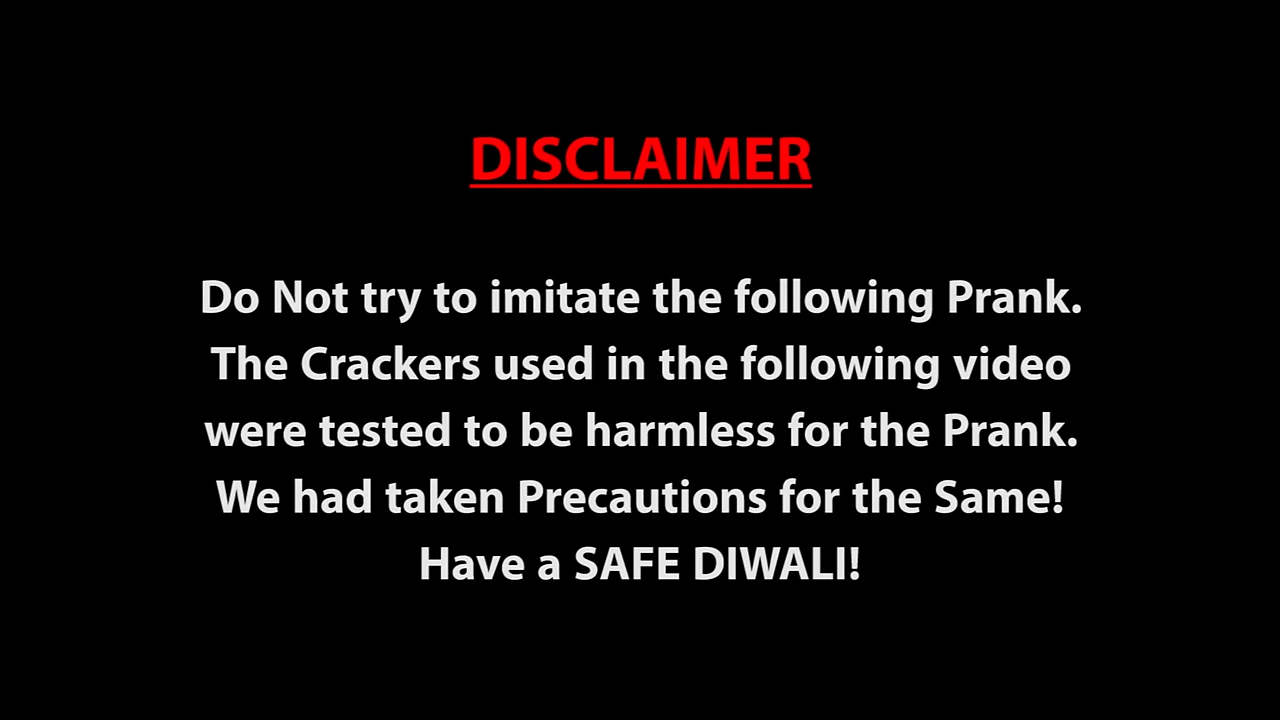 DISCLAIMER
Do Not try to imitate the following Prank.
The Crackers used in the following video
were tested to be harmless for the Prank.
We had taken Precautions for the Same!
Have a SAFE DIWALI!